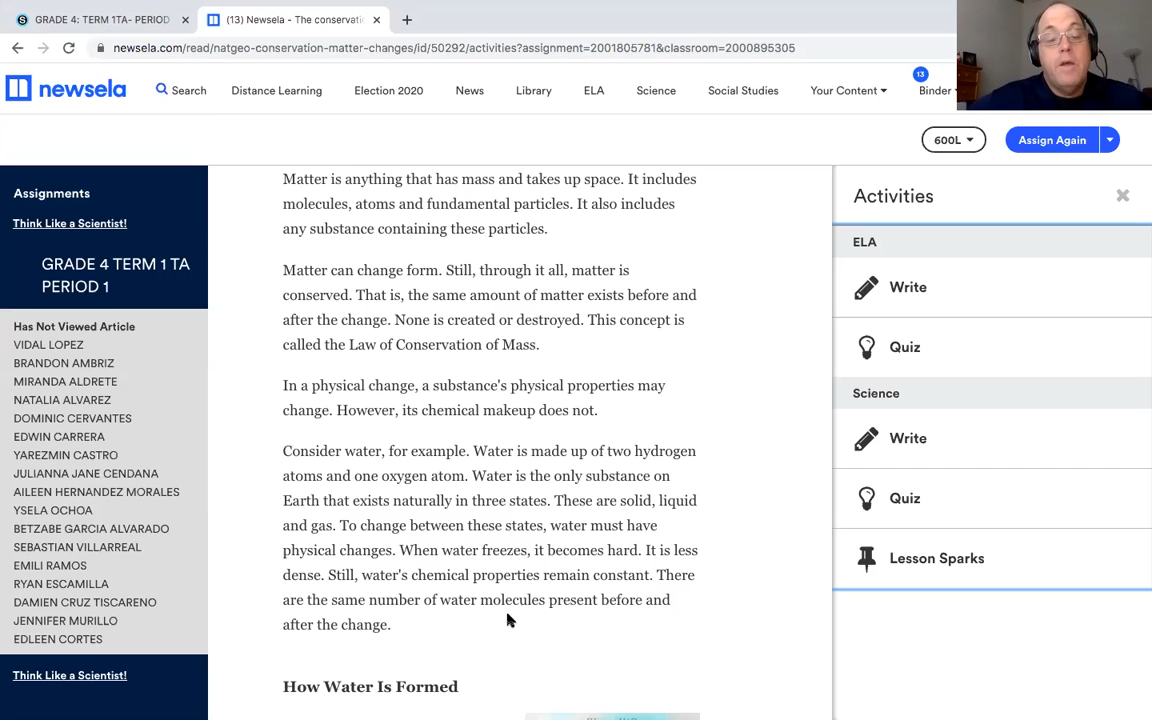 GRADE 4: TERM 1TA- PERIOD
(13) Newsela - The conservati
newsela.com/read/natgeo-conservation-matter-changes/id/50292/activities?assignment=2001805781&classroom=2000895305
newsela
Search
Distance Learning
Election 2020
News
Library
ELA
Science
Social Studies
Your Content
13
Binder
600L
Assign Again
Assignments
Think Like a Scientist!
GRADE 4 TERM 1 TA
PERIOD 1
Has Not Viewed Article
VIDAL LOPEZ
BRANDON AMBRIZ
MIRANDA ALDRETE
NATALIA ALVAREZ
DOMINIC CERVANTES
EDWIN CARRERA
YAREZMIN CASTRO
JULIANNA JANE CENDANA
AILEEN HERNANDEZ MORALES
YSELA OCHOA
BETZABE GARCIA ALVARADO
SEBASTIAN VILLARREAL
EMILI RAMOS
RYAN ESCAMILLA
DAMIEN CRUZ TISCARENO
JENNIFER MURILLO
EDLEEN CORTES
Think Like a Scientist!
Matter is anything that has mass and takes up space. It includes
molecules, atoms and fundamental particles. It also includes
any substance containing these particles.
Matter can change form. Still, through it all, matter is
conserved. That is, the same amount of matter exists before and
after the change. None is created or destroyed. This concept is
called the Law of Conservation of Mass.
In a physical change, a substance's physical properties may
change. However, its chemical makeup does not.
Consider water, for example. Water is made up of two hydrogen
atoms and one oxygen atom. Water is the only substance on
Earth that exists naturally in three states. These are solid, liquid
and gas. To change between these states, water must have
physical changes. When water freezes, it becomes hard. It is less
dense. Still, water's chemical properties remain constant. There
are the same number of water molecules present before and
after the change.
How Water Is Formed
Activities
ELA
Write
Quiz
Science
Write
Quiz
Lesson Sparks